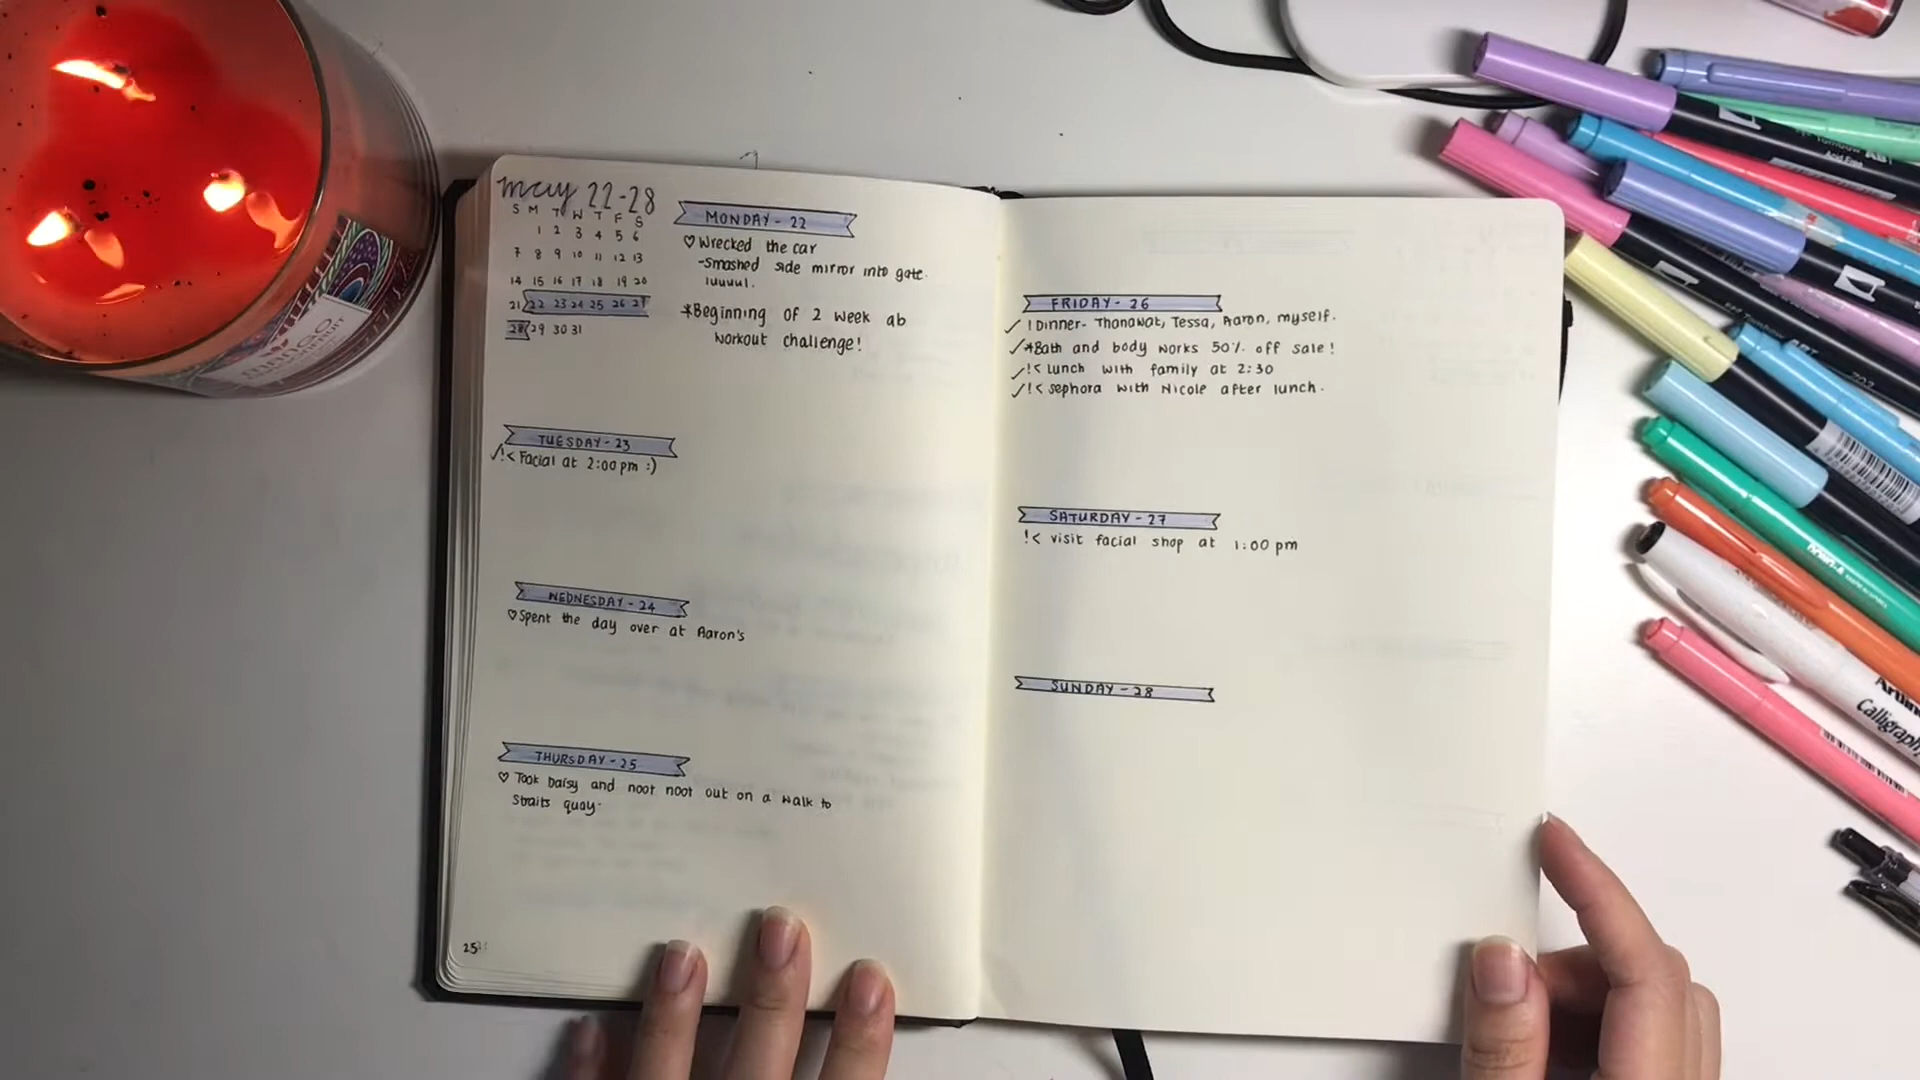 may 22-28
S M T W T F S
1 2 3 4 5 6
7 8 9 10 11 12 13
14 15 16 17 18 19 20
21 22 23 24 25 26 27
28 29 30 31
MONDAY - 22
♡ Wrecked the car
-Smashed side mirror into gate.
*Beginning of 2 week ab
workout challenge!
TUESDAY - 23
✓!< Facial at 2:00 pm :)
WEDNESDAY - 24
♡ Spent the day over at Aaron's
THURSDAY - 25
♡ Took Daisy and noot noot out on a walk to
Straits quay.
25
FRIDAY - 26
✓ ! Dinner- Thanawat, Tessa, Aaron, myself.
✓ *Bath and body works 50% off sale!
✓ !< Lunch with family at 2:30
✓ !< sephora with Nicole after lunch.
SATURDAY - 27
!< visit facial shop at 1:00 pm
SUNDAY - 28
mango
Tombow ABT
Acid Free
Calligraphy